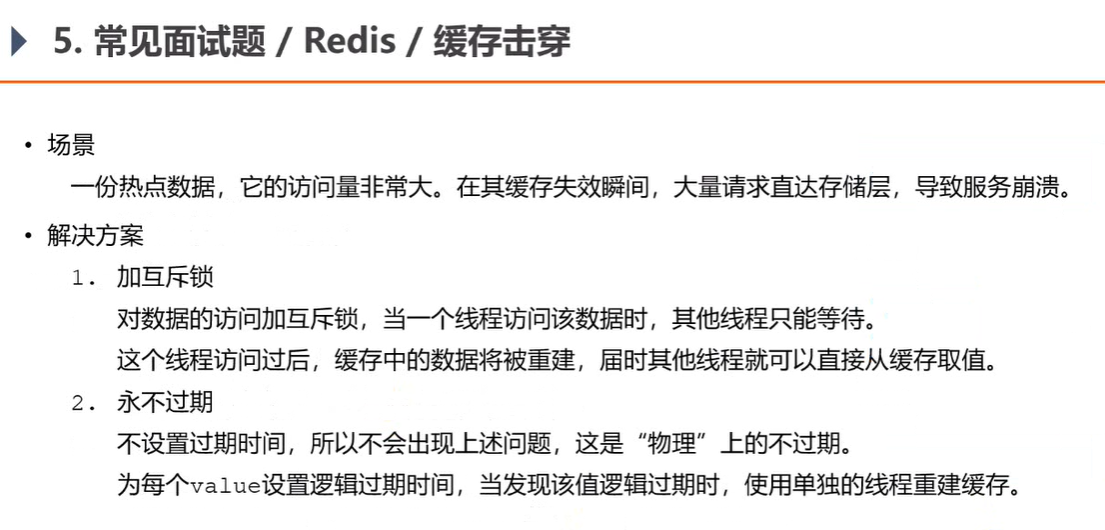 5. 常见面试题 / Redis / 缓存击穿
• 场景
一份热点数据，它的访问量非常大。在其缓存失效瞬间，大量请求直达存储层，导致服务崩溃。
• 解决方案
1. 加互斥锁
对数据的访问加互斥锁，当一个线程访问该数据时，其他线程只能等待。
这个线程访问过后，缓存中的数据将被重建，届时其他线程就可以直接从缓存取值。
2. 永不过期
不设置过期时间，所以不会出现上述问题，这是“物理”上的不过期。
为每个value设置逻辑过期时间，当发现该值逻辑过期时，使用单独的线程重建缓存。